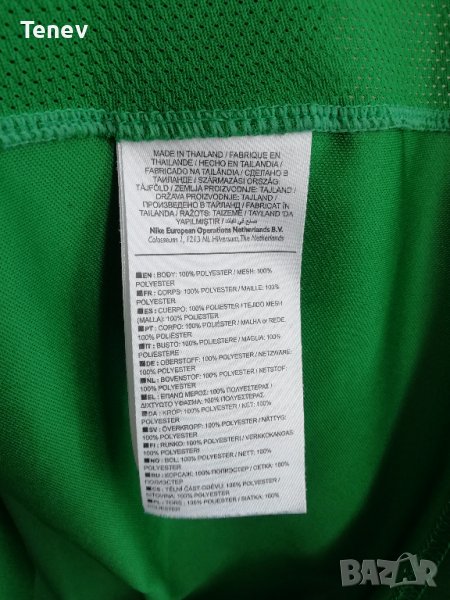 Tenev
MADE IN THAILAND / FABRIQUE EN
THAILANDE / HECHO EN TAILANDIA /
FABRICADO NA TAILÂNDIA / СДЕЛАНО В
ТАИЛАНДЕ / SZÁRMAZÁSI ORSZÁG:
TÁJFÖLD / ZEMLJA PROIZVODNJE: TAJLAND /
DRŽAVA PROIZVODNJE: TAJLAND /
ПРОИЗВЕДЕНО В ТАЙЛАНД / FABRICAT ÎN
TAILANDA / RAŽOTS: TAIZEME / TAYLAND'DA
YAPILMIŞTIR /
Nike European Operations Netherlands B.V.
Colosseum 1, 1213 NL Hilversum, The Netherlands
EN: BODY: 100% POLYESTER / MESH: 100%
POLYESTER
FR: CORPS: 100% POLYESTER / MAILLE: 100%
POLYESTER
ES: CUERPO: 100% POLIÉSTER / TEJIDO MESH
(MALLA): 100% POLIÉSTER
PT: CORPO: 100% POLIÉSTER / MALHA or REDE:
100% POLIÉSTER
IT: BUSTO: 100% POLIESTERE / MAGLIA: 100%
POLIESTERE
DE: OBERSTOFF: 100% POLYESTER / NETZWARE:
100% POLYESTER
NL: BOVENSTOF: 100% POLYESTER / NETSTOF:
100% POLYESTER
EL: ΕΠΑΝΩ ΜΕΡΟΣ: 100% ΠΟΛΥΕΣΤΕΡΑΣ /
ΔΙΧΤΥΩΤΟ ΥΦΑΣΜΑ: 100% ΠΟΛΥΕΣΤΕΡΑΣ
DA: KROP: 100% POLYESTER / NET: 100%
POLYESTER
SV: ÖVERKROPP: 100% POLYESTER / NÄTTYG:
100% POLYESTER
FI: RUNKO: 100% POLYESTERI / VERKKOKANGAS:
100% POLYESTERI
NO: BOL: 100% POLYESTER / NETT: 100%
POLYESTER
RU: КОРСАЖ: 100% ПОЛИЭСТЕР / СЕТКА: 100%
ПОЛИЭСТЕР
CS: TĚLNÍ ČÁST-ODĚVU: 100% POLYESTER /
SÍŤOVINA: 100% POLYESTER
PL: 100% POLIESTER / SIATKA: 100%
POLIESTER
BAZAR